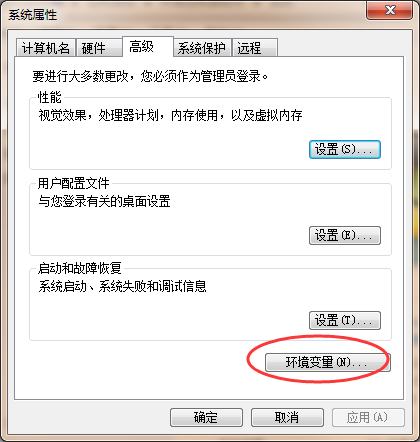 系统属性
计算机名 硬件 高级 系统保护 远程
要进行大多数更改，您必须作为管理员登录。
性能
视觉效果，处理器计划，内存使用，以及虚拟内存
设置(S)...
用户配置文件
与您登录有关的桌面设置
设置(E)...
启动和故障恢复
系统启动、系统失败和调试信息
设置(T)...
环境变量(N)...
确定 取消 应用(A)